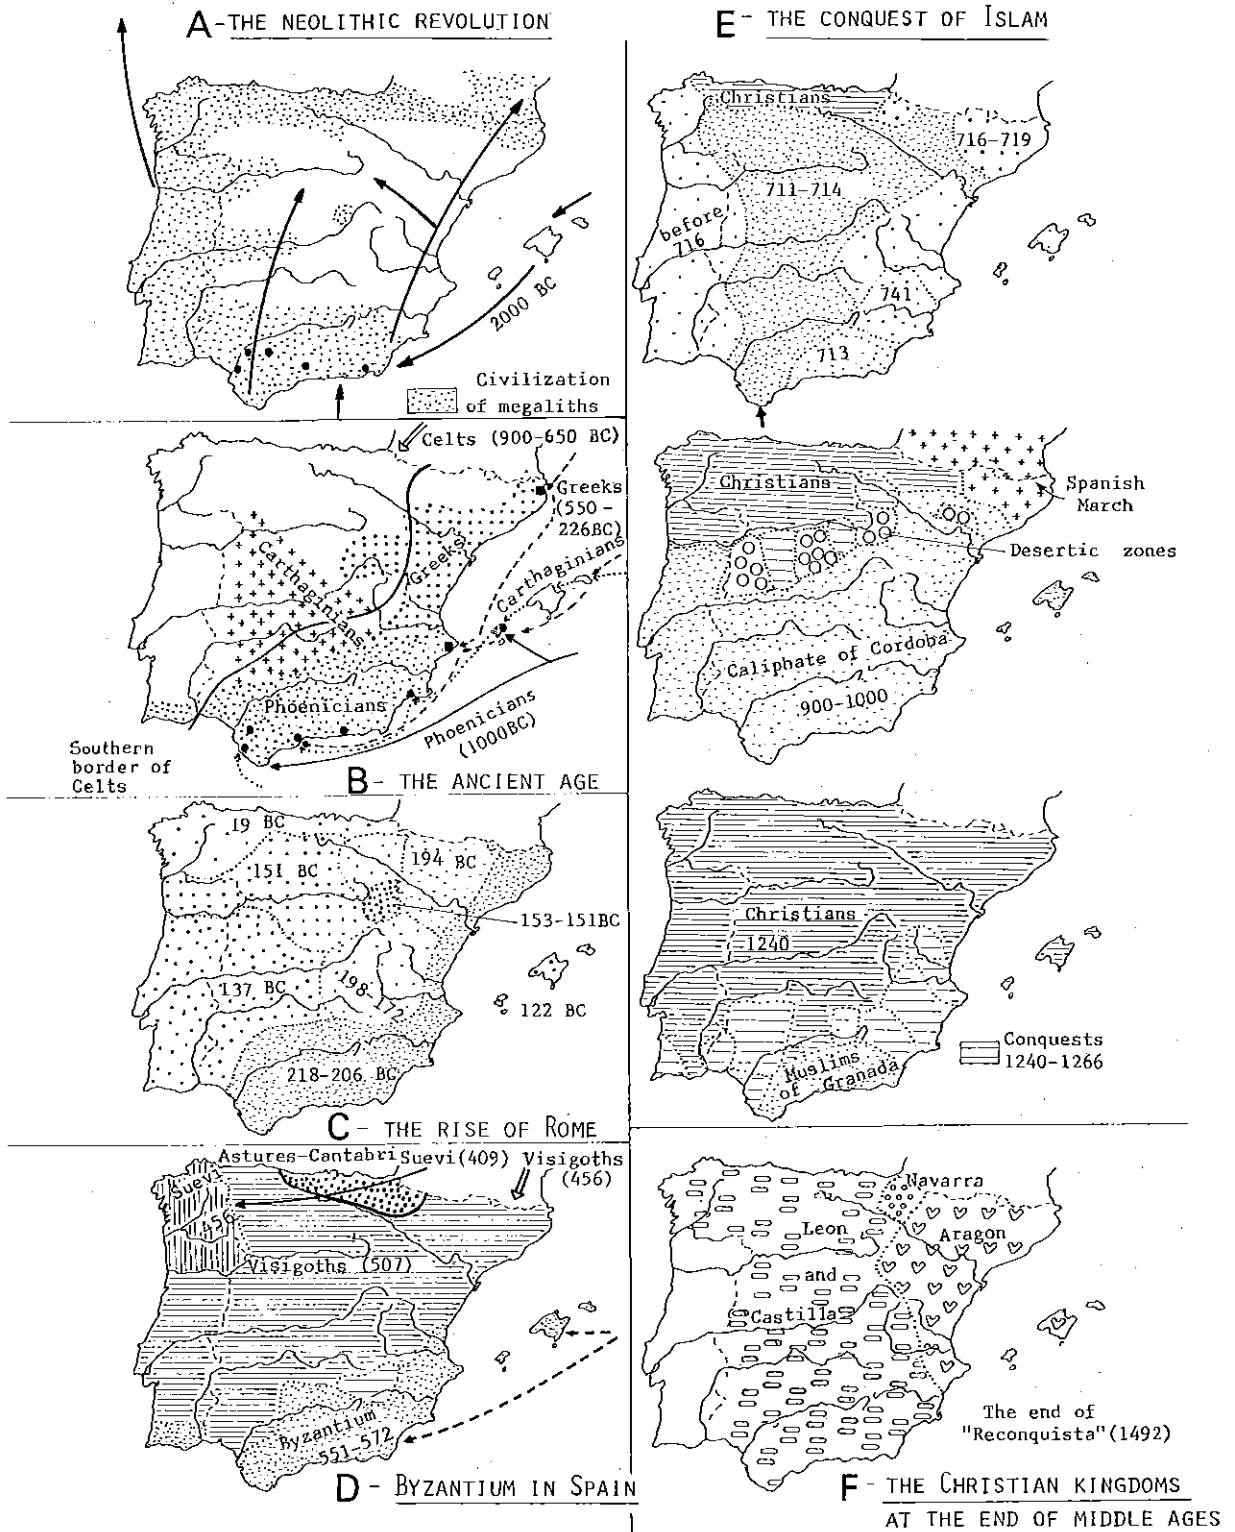 A - THE NEOLITHIC REVOLUTION
2000 BC
Civilization
of megaliths
Celts (900-650 BC)
Greeks
(550-
226BC)
Carthaginians
Greeks
Carthaginians
Phoenicians
Phoenicians
(1000BC)
Southern
border of
Celts
B - THE ANCIENT AGE
19 BC
151 BC
194 BC
153-151BC
137 BC
198-172
122 BC
218-206 BC
C - THE RISE OF ROME
Astures-Cantabri
Suevi(409)
Visigoths
(456)
Suevi
456
Visigoths (507)
Byzantium
551-572
D - BYZANTIUM IN SPAIN
E - THE CONQUEST OF ISLAM
Christians
716-719
711-714
before
716
741
713
Christians
Spanish
March
Desertic zones
Caliphate of Cordoba
900-1000
Christians
1240
Conquests
1240-1266
Muslims
of Granada
Navarra
Leon
Aragon
and
Castilla
The end of
"Reconquista"(1492)
F - THE CHRISTIAN KINGDOMS
AT THE END OF MIDDLE AGES